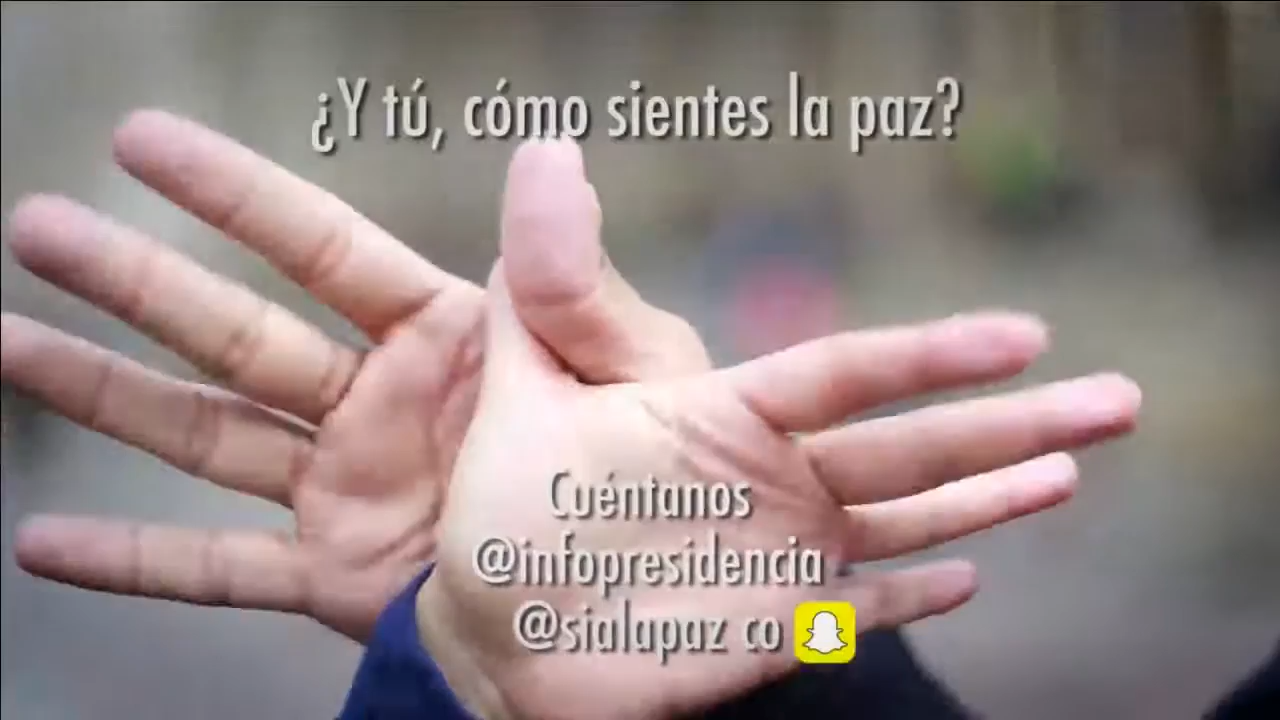 ¿Y tú, cómo sientes la paz?
Cuéntanos
@infopresidencia
@sialapaz co